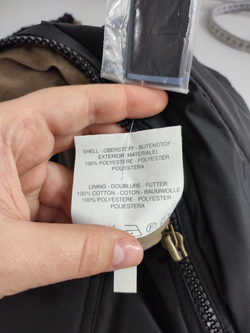 SHELL - OBERSTOFF - BUTENSTOF
EXTERIOR MATERIALE)
100% POLYESTERE - POLYESTER -
POLIESTERA
LINING - DOUBLURE - FUTTER
100% COTTON - COTON - BAUMWOLLE
100% POLYESTERE - POLYESTER -
POLIESTERA